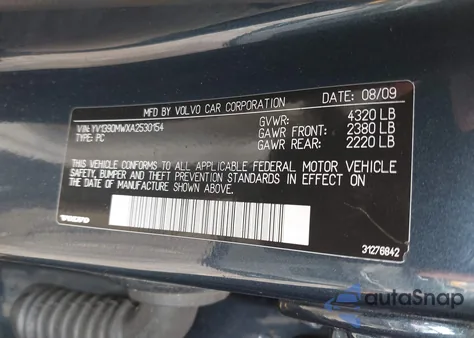 MFD BY VOLVO CAR CORPORATION DATE: 08/09
VIN: YV1390MWXA2530154 GVWR: 4320 LB
TYPE: PC GAWR FRONT: 2380 LB
GAWR REAR: 2220 LB
THIS VEHICLE CONFORMS TO ALL APPLICABLE FEDERAL MOTOR VEHICLE
SAFETY, BUMPER AND THEFT PREVENTION STANDARDS IN EFFECT ON
THE DATE OF MANUFACTURE SHOWN ABOVE.
VOLVO
31276842
autoSnap